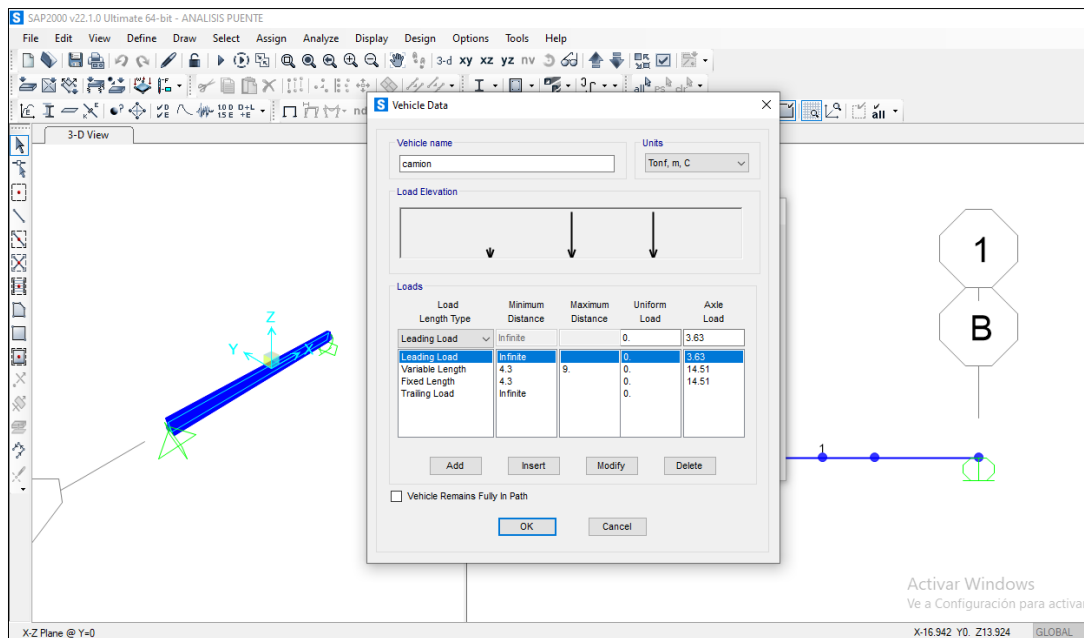 SAP2000 v22.1.0 Ultimate 64-bit - ANALISIS PUENTE
File Edit View Define Draw Select Assign Analyze Display Design Options Tools Help
3-d xy xz yz nv
all
nd
all
3-D View
Vehicle Data
Vehicle name
camion
Units
Tonf, m, C
Load Elevation
Loads
Load Length Type Minimum Distance Maximum Distance Uniform Load Axle Load
Leading Load Infinite 0. 3.63
Leading Load Infinite 0. 3.63
Variable Length 4.3 9. 0. 14.51
Fixed Length 4.3 0. 14.51
Trailing Load Infinite 0.
Add Insert Modify Delete
Vehicle Remains Fully In Path
OK Cancel
Z
Y
X
1
B
1
Activar Windows
Ve a Configuración para activar
X-Z Plane @ Y=0
X-16.942 Y0. Z13.924 GLOBAL